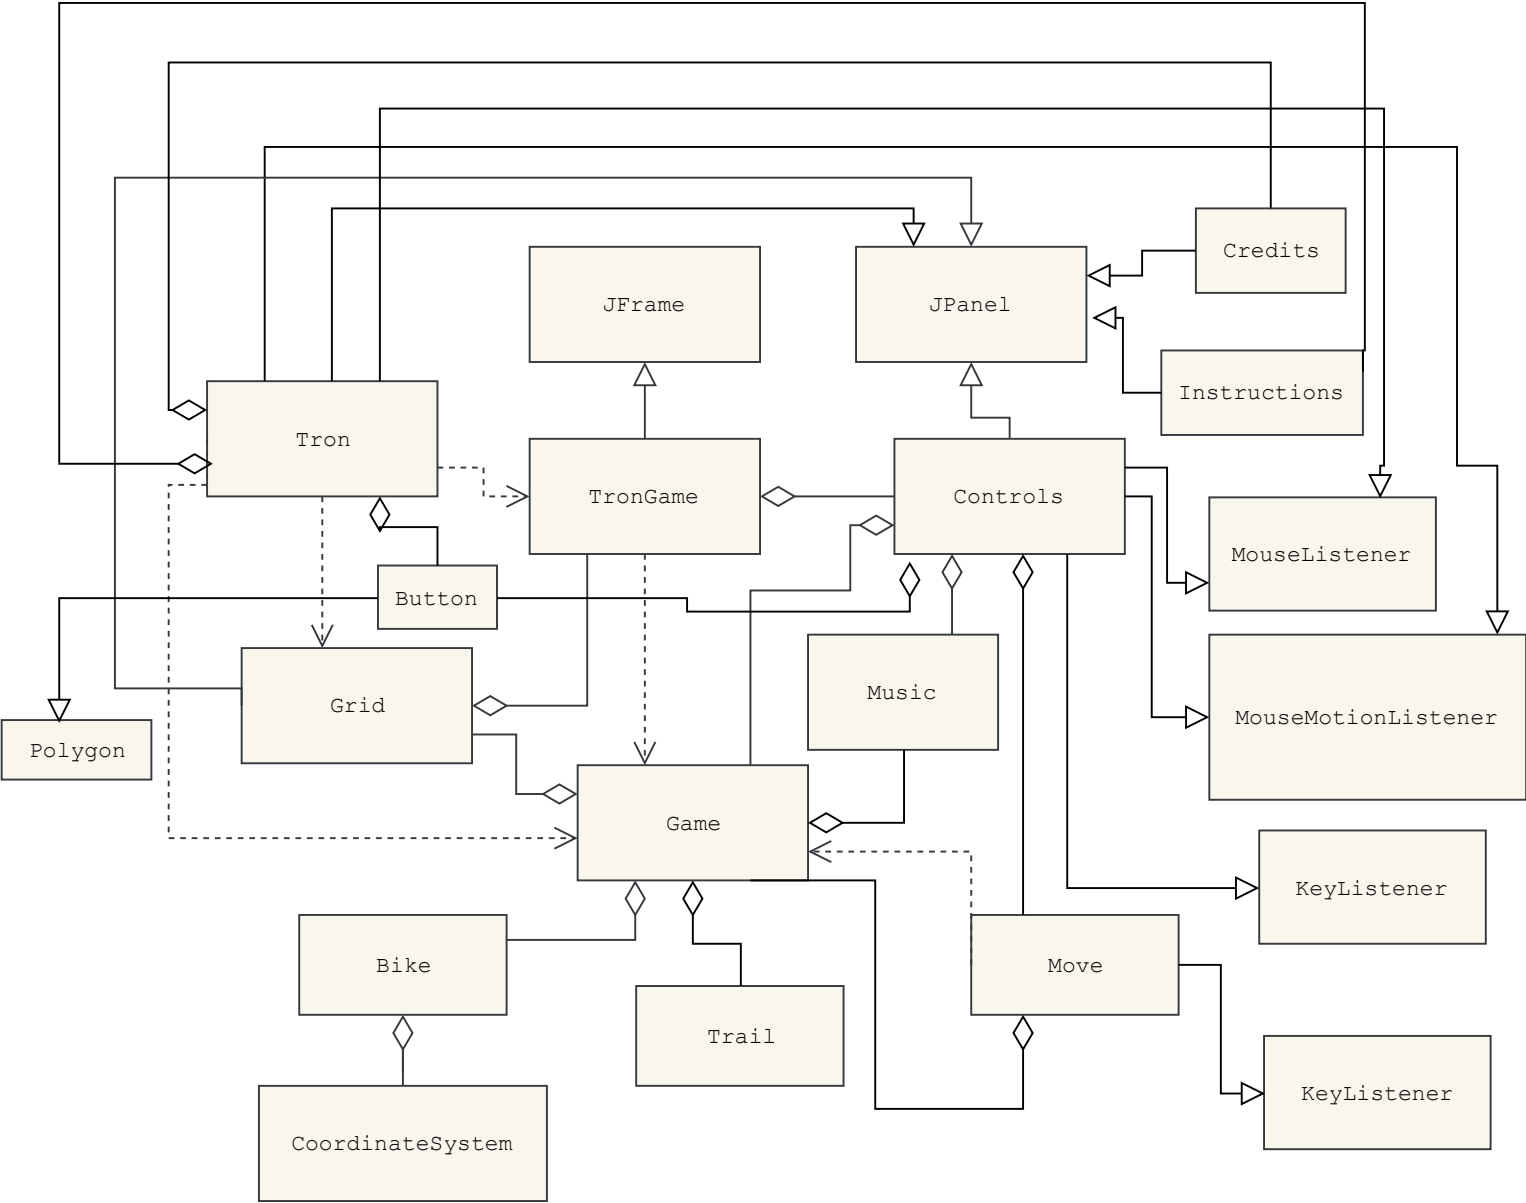 Credits
JFrame
JPanel
Instructions
Tron
TronGame
Controls
MouseListener
Button
Music
Grid
MouseMotionListener
Polygon
Game
KeyListener
Bike
Move
Trail
KeyListener
CoordinateSystem